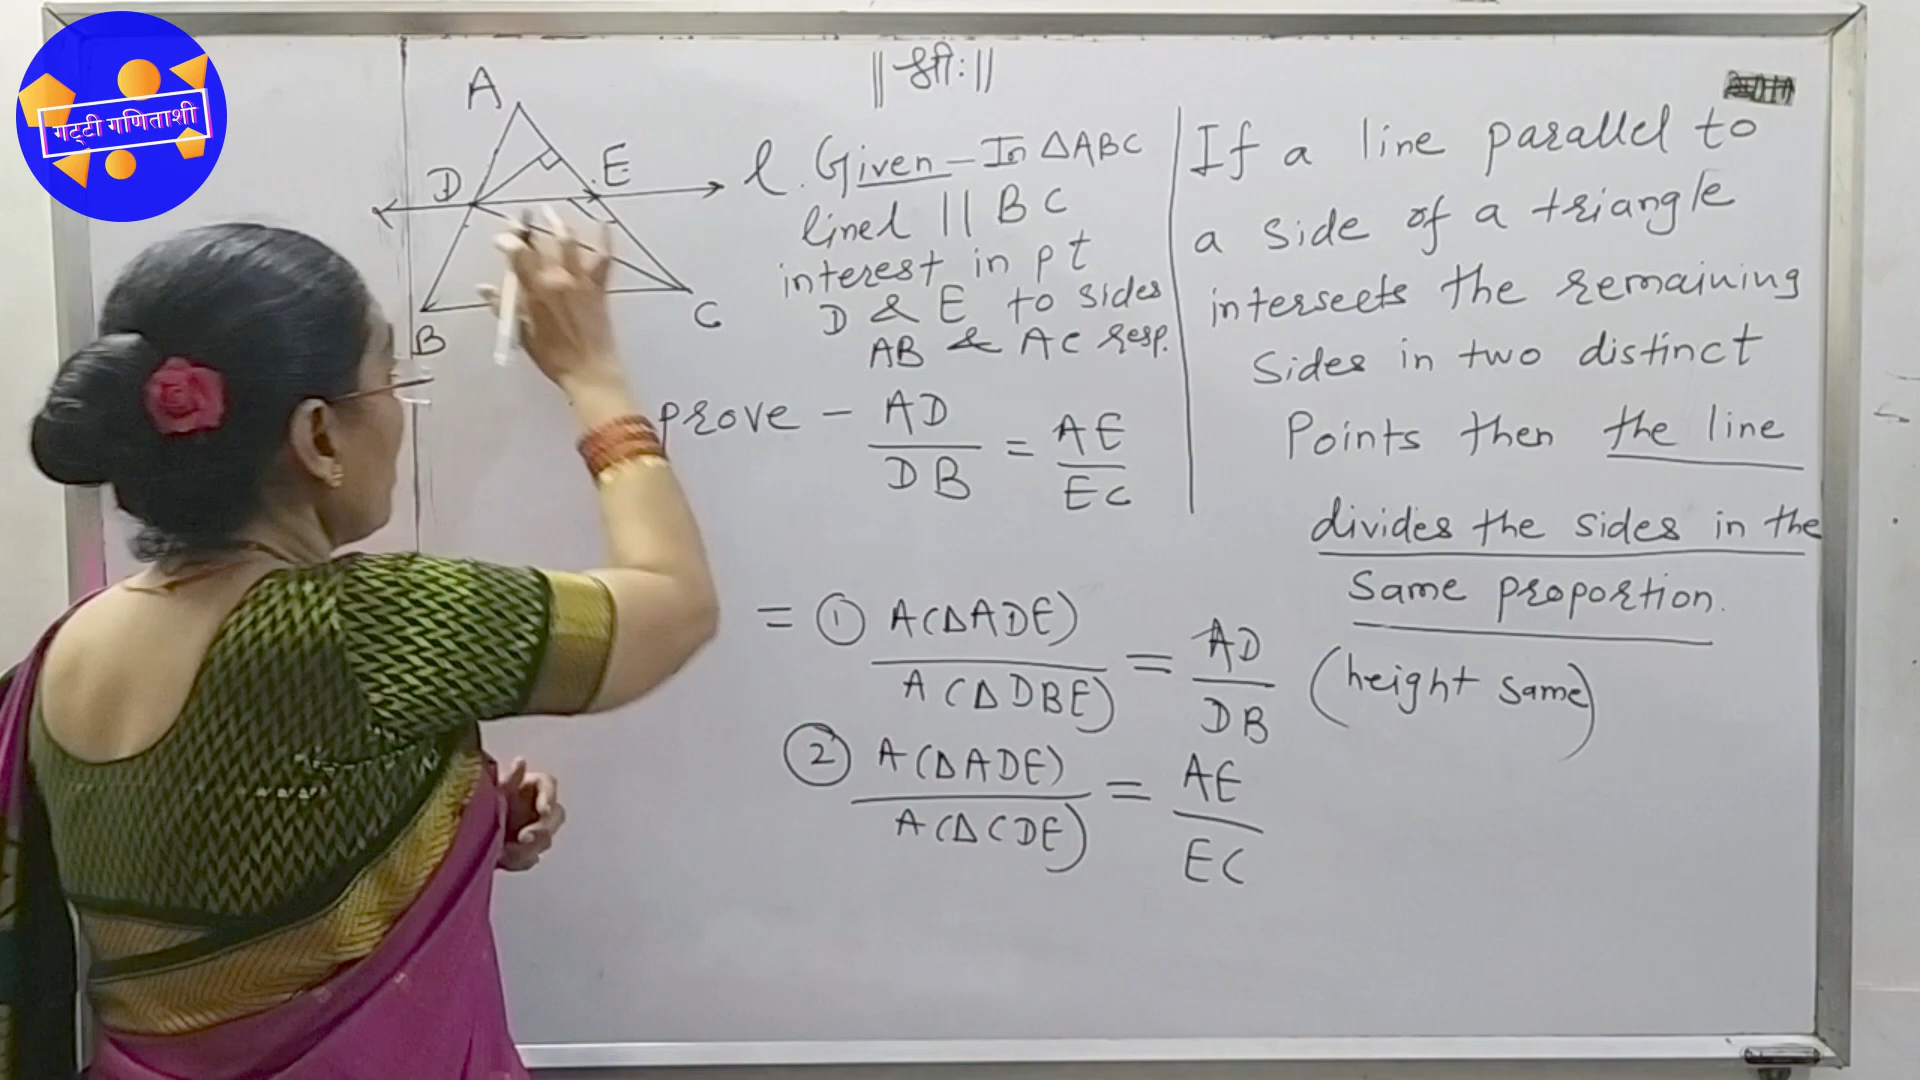 गट्टी गणिताशी
|| श्रीः ||
A
D
E
l
B
C
Given - In △ABC
line l || BC
interest in pt
D & E to sides
AB & AC resp.
prove - AD/DB = AE/EC
If a line parallel to
a side of a triangle
intersects the remaining
sides in two distinct
Points then the line
divides the sides in the
same proportion.
= ① A(△ADE)/A(△DBE) = AD/DB (height same)
② A(△ADE)/A(△CDE) = AE/EC